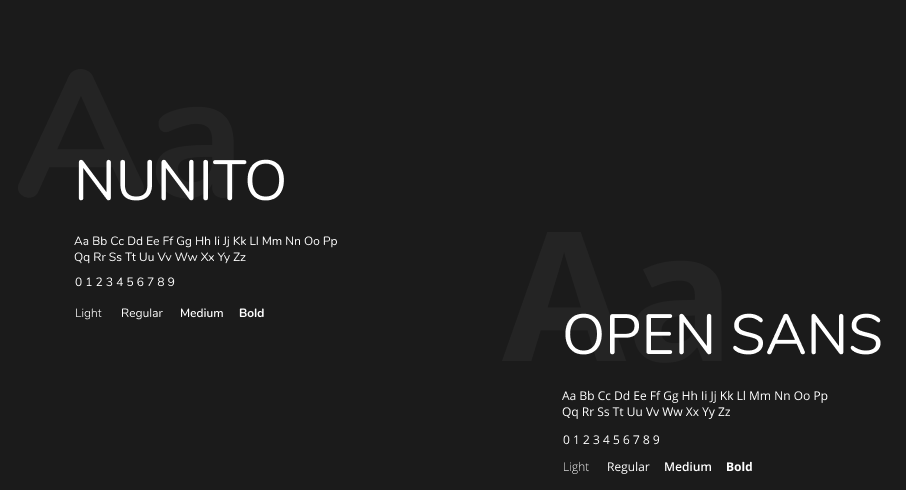 Aa
NUNITO
Aa Bb Cc Dd Ee Ff Gg Hh Ii Jj Kk Ll Mm Nn Oo Pp
Qq Rr Ss Tt Uu Vv Ww Xx Yy Zz
0 1 2 3 4 5 6 7 8 9
Light Regular Medium Bold
Aa
OPEN SANS
Aa Bb Cc Dd Ee Ff Gg Hh Ii Jj Kk Ll Mm Nn Oo Pp
Qq Rr Ss Tt Uu Vv Ww Xx Yy Zz
0 1 2 3 4 5 6 7 8 9
Light Regular Medium Bold